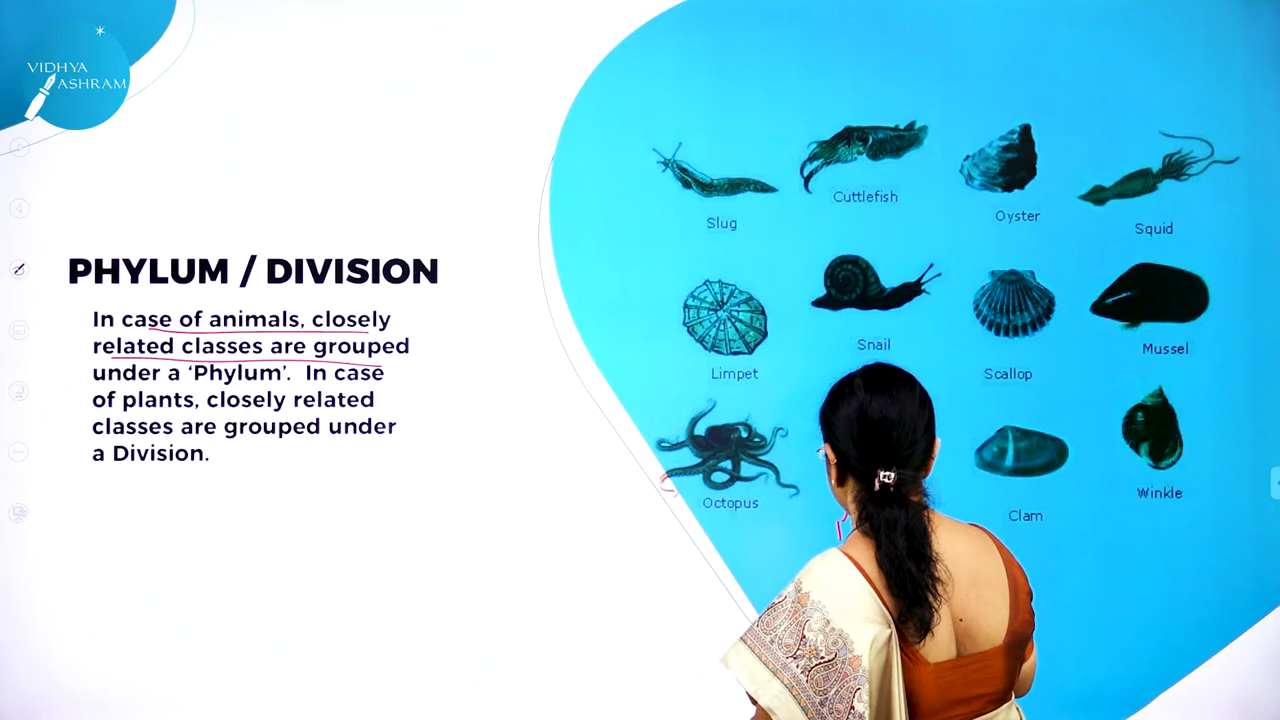 VIDHYA
ASHRAM
PHYLUM / DIVISION
In case of animals, closely
related classes are grouped
under a ‘Phylum’.  In case
of plants, closely related
classes are grouped under
a Division.
Slug
Cuttlefish
Oyster
Squid
Limpet
Snail
Scallop
Mussel
Octopus
Clam
Winkle